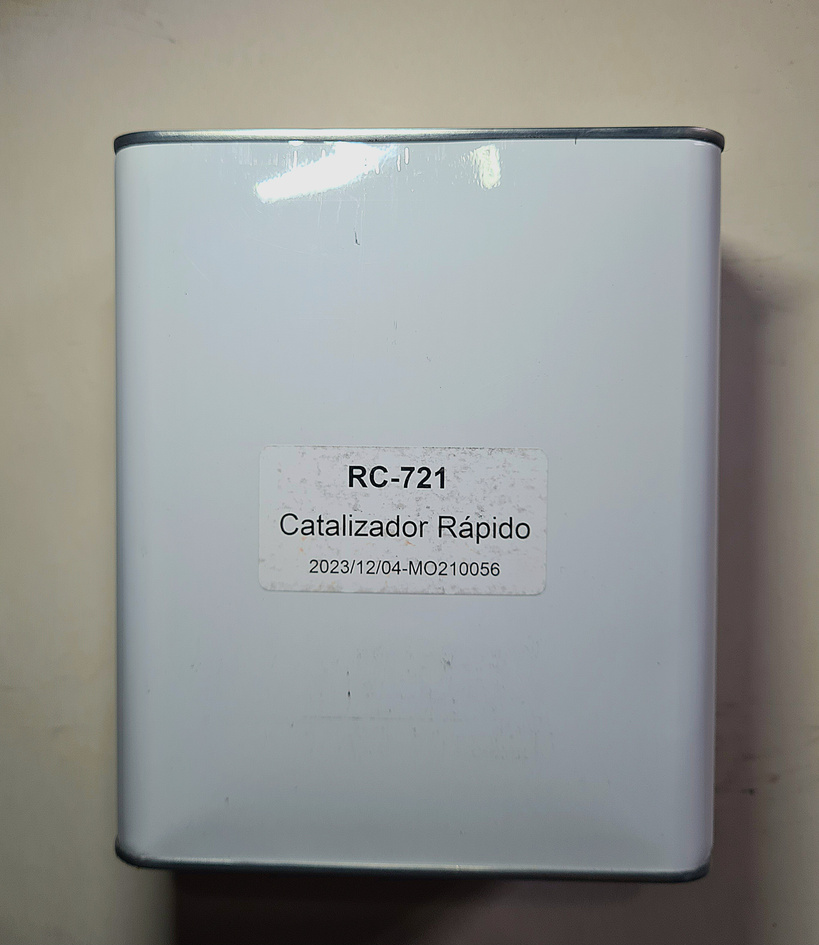 RC-721
Catalizador Rápido
2023/12/04-MO210056